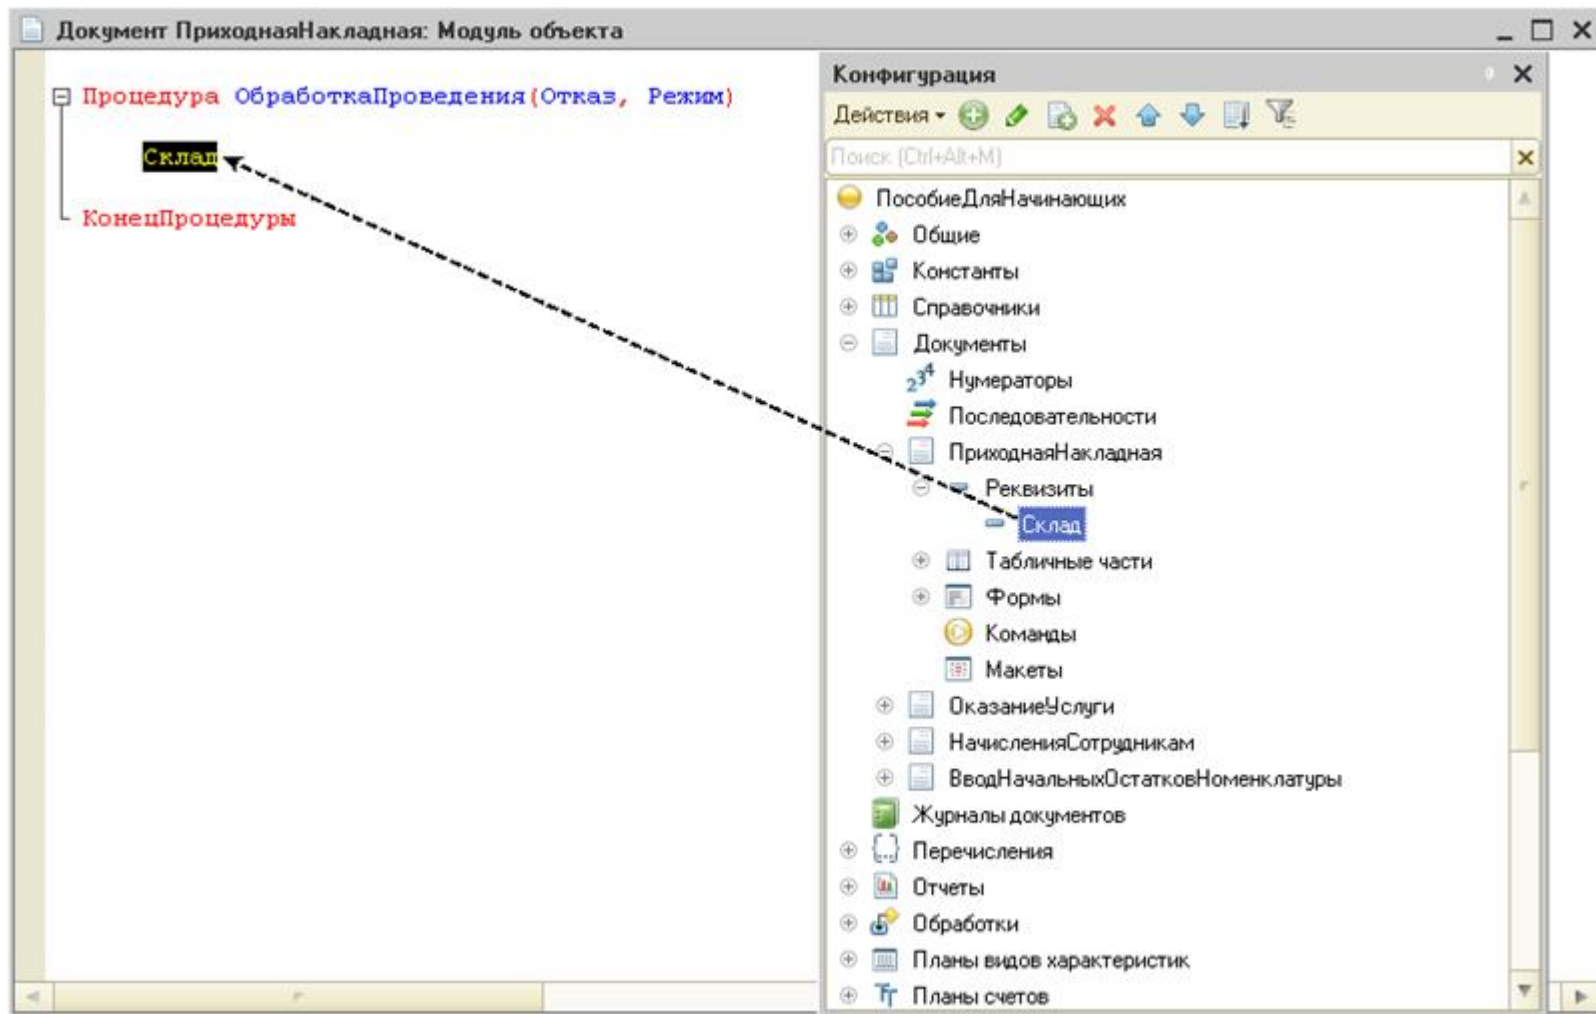 Документ ПриходнаяНакладная: Модуль объекта
Процедура ОбработкаПроведения(Отказ, Режим)
Склад
КонецПроцедуры
Конфигурация
Действия
Поиск (Ctrl+Alt+M)
ПособиеДляНачинающих
Общие
Константы
Справочники
Документы
Нумераторы
Последовательности
ПриходнаяНакладная
Реквизиты
Склад
Табличные части
Формы
Команды
Макеты
ОказаниеУслуги
НачисленияСотрудникам
ВводНачальныхОстатковНоменклатуры
Журналы документов
Перечисления
Отчеты
Обработки
Планы видов характеристик
Планы счетов